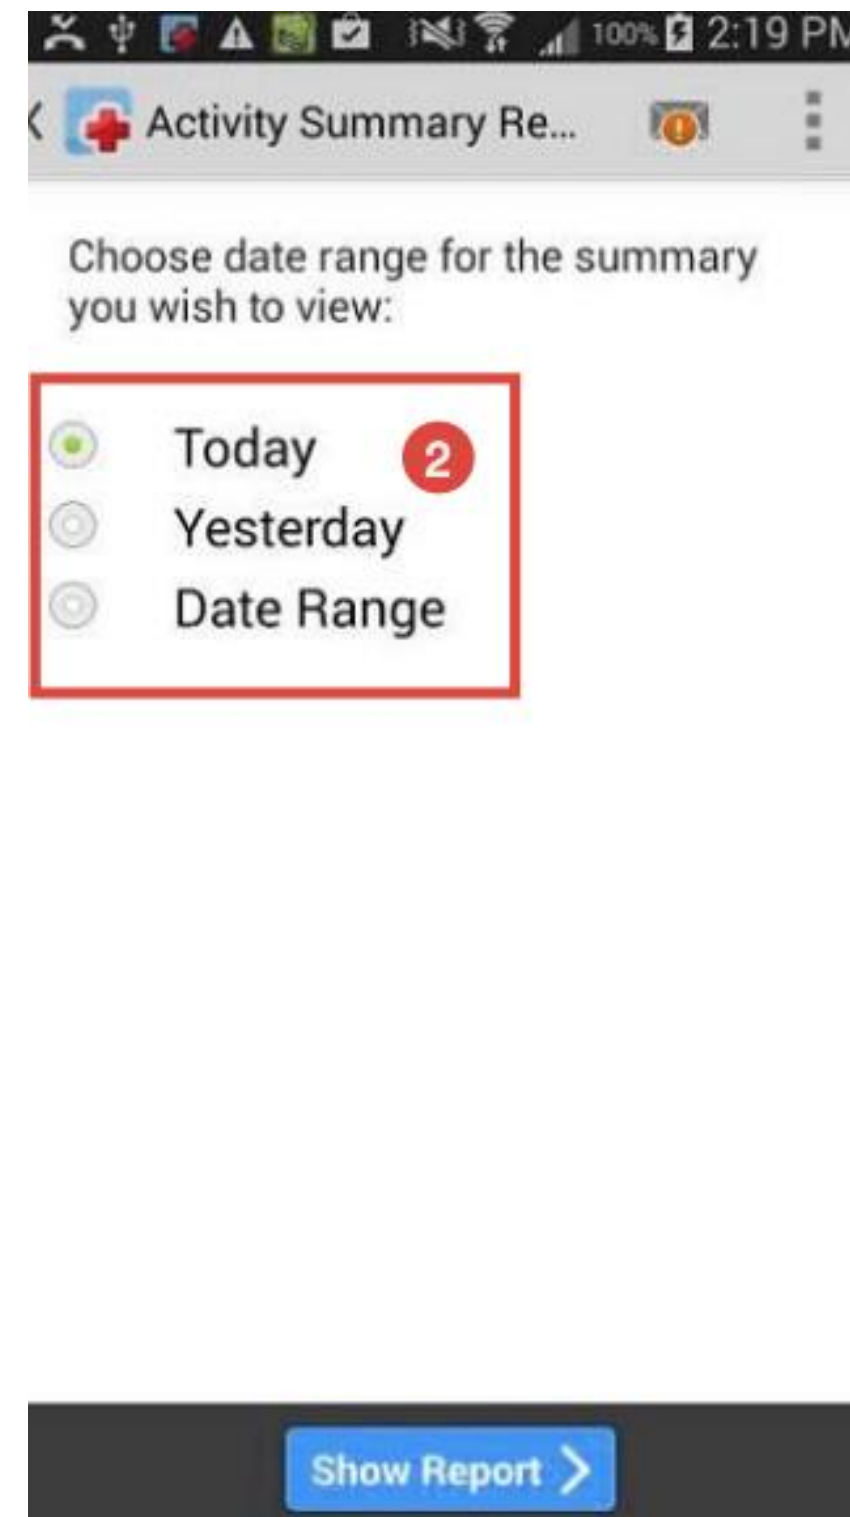 100% 2:19 PM
Activity Summary Re...
Choose date range for the summary
you wish to view:
Today 2
Yesterday
Date Range
Show Report